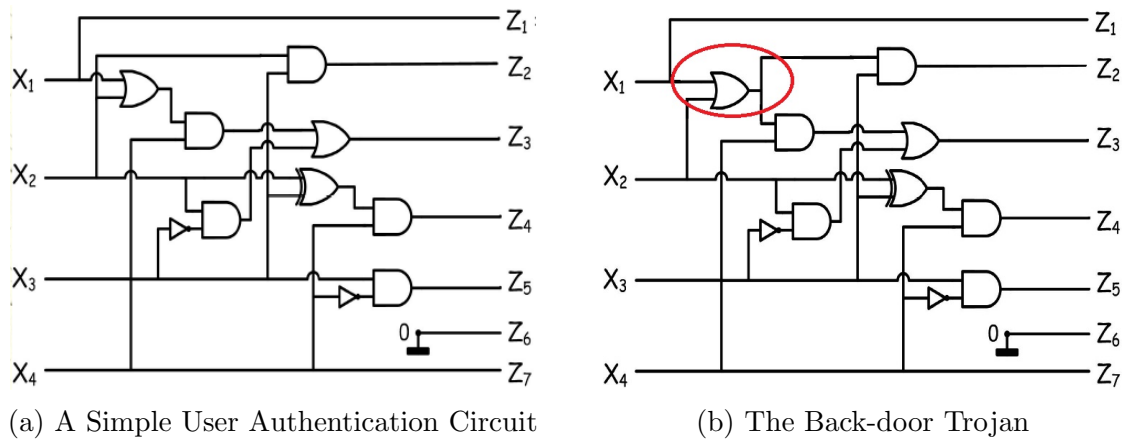 Z1
X1
Z2
Z3
X2
Z4
X3
Z5
0
Z6
X4
Z7
(a) A Simple User Authentication Circuit
Z1
X1
Z2
Z3
X2
Z4
X3
Z5
0
Z6
X4
Z7
(b) The Back-door Trojan